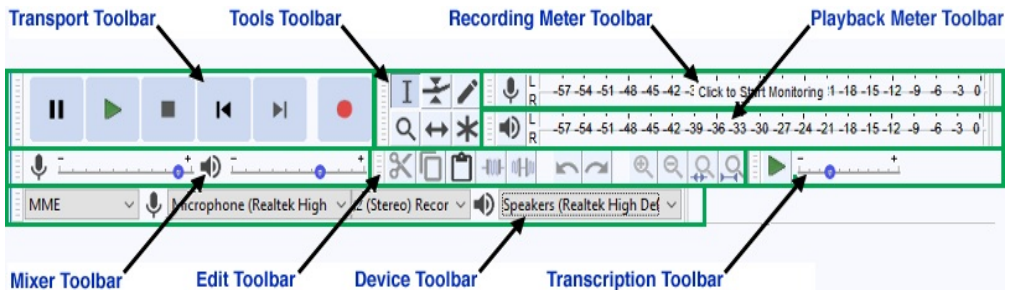 Transport Toolbar Tools Toolbar Recording Meter Toolbar Playback Meter Toolbar
L
R
-57 -54 -51 -48 -45 -42 -3 Click to Start Monitoring 1 -18 -15 -12 -9 -6 -3 0
L
R
-57 -54 -51 -48 -45 -42 -39 -36 -33 -30 -27 -24 -21 -18 -15 -12 -9 -6 -3 0
- + - + - +
MME Microphone (Realtek High 2 (Stereo) Recor Speakers (Realtek High Def
Mixer Toolbar Edit Toolbar Device Toolbar Transcription Toolbar